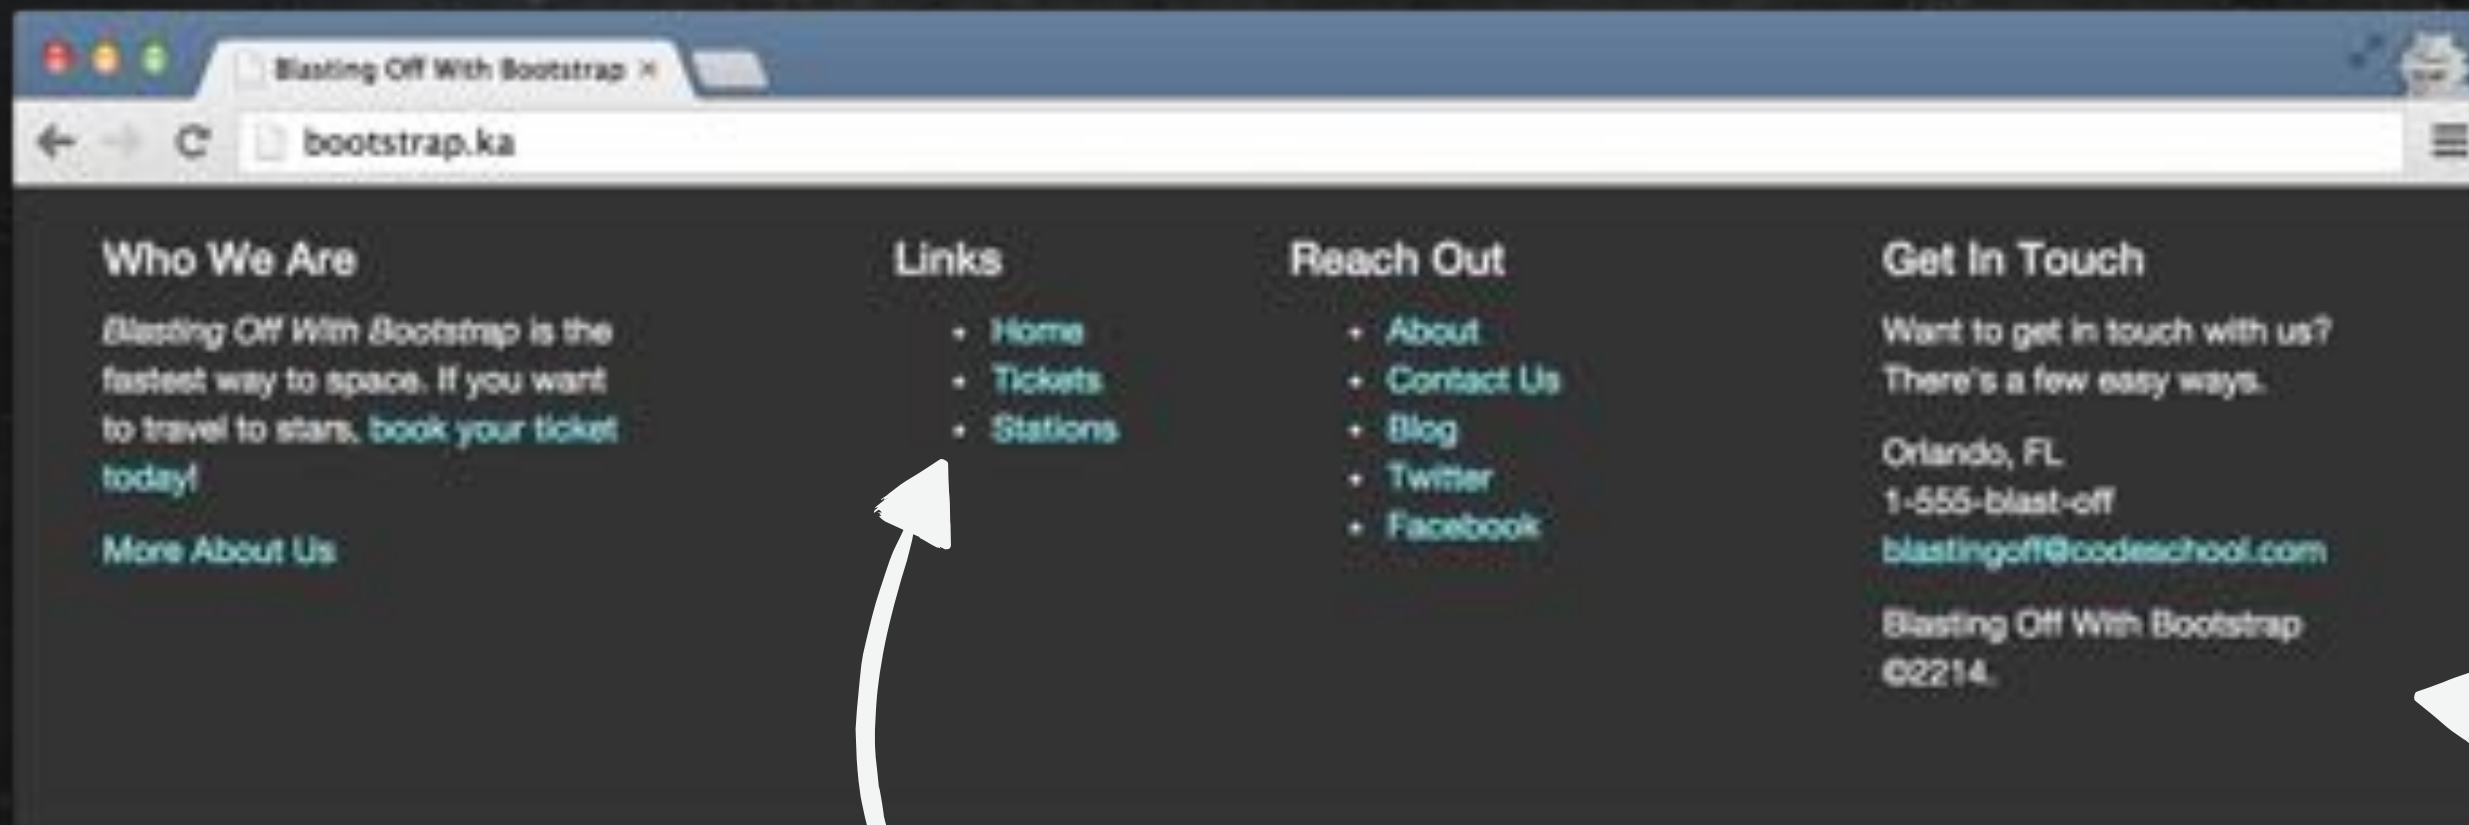 Blasting Off With Bootstrap
bootstrap.ka
Who We Are
Blasting Off With Bootstrap is the
fastest way to space. If you want
to travel to stars, book your ticket
today!
More About Us
Links
• Home
• Tickets
• Stations
Reach Out
• About
• Contact Us
• Blog
• Twitter
• Facebook
Get In Touch
Want to get in touch with us?
There's a few easy ways.
Orlando, FL
1-555-blast-off
blastingoff@codeschool.com
Blasting Off With Bootstrap
©2214.